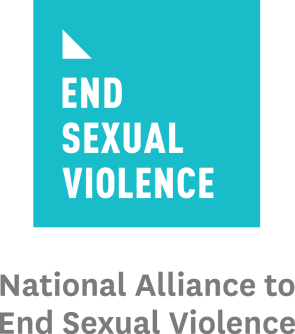 END
SEXUAL
VIOLENCE
National Alliance to
End Sexual Violence